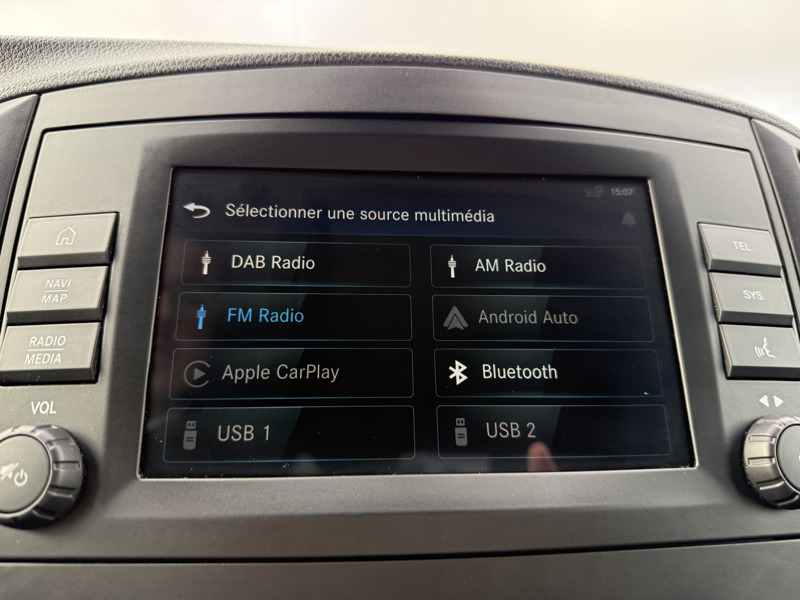 15:07
Sélectionner une source multimédia
DAB Radio
AM Radio
FM Radio
Android Auto
Apple CarPlay
Bluetooth
USB 1
USB 2
NAVI
MAP
RADIO
MEDIA
VOL
TEL
SYS